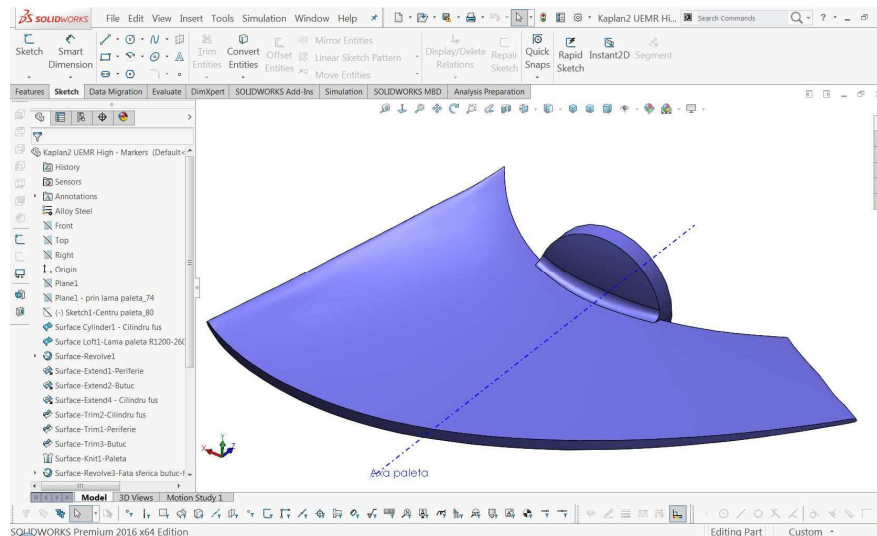 SOLIDWORKS File Edit View Insert Tools Simulation Window Help Kaplan2 UEMR Hi... Search Commands
Sketch Smart Dimension Trim Entities Convert Entities Offset Entities Mirror Entities Linear Sketch Pattern Move Entities Display/Delete Relations Repair Sketch Quick Snaps Rapid Sketch Instant2D Segment
Features Sketch Data Migration Evaluate DimXpert SOLIDWORKS Add-Ins Simulation SOLIDWORKS MBD Analysis Preparation
Kaplan2 UEMR High - Markers (Default<
History
Sensors
Annotations
Alloy Steel
Front
Top
Right
Origin
Plane1
Plane1 - prin lama paleta_74
(-) Sketch1-Centru paleta_80
Surface Cylinder1 - Cilindru fus
Surface Loft1-Lama paleta R1200-260
Surface-Revolve1
Surface-Extend1-Periferie
Surface-Extend2-Butuc
Surface-Extend4 - Cilindru fus
Surface-Trim2-Cilindru fus
Surface-Trim1-Periferie
Surface-Trim3-Butuc
Surface-Knit1-Paleta
Surface-Revolve3-Fata sferica butuc-f
Axa paleta
X Y Z
Model 3D Views Motion Study 1
SOLIDWORKS Premium 2016 x64 Edition Editing Part Custom